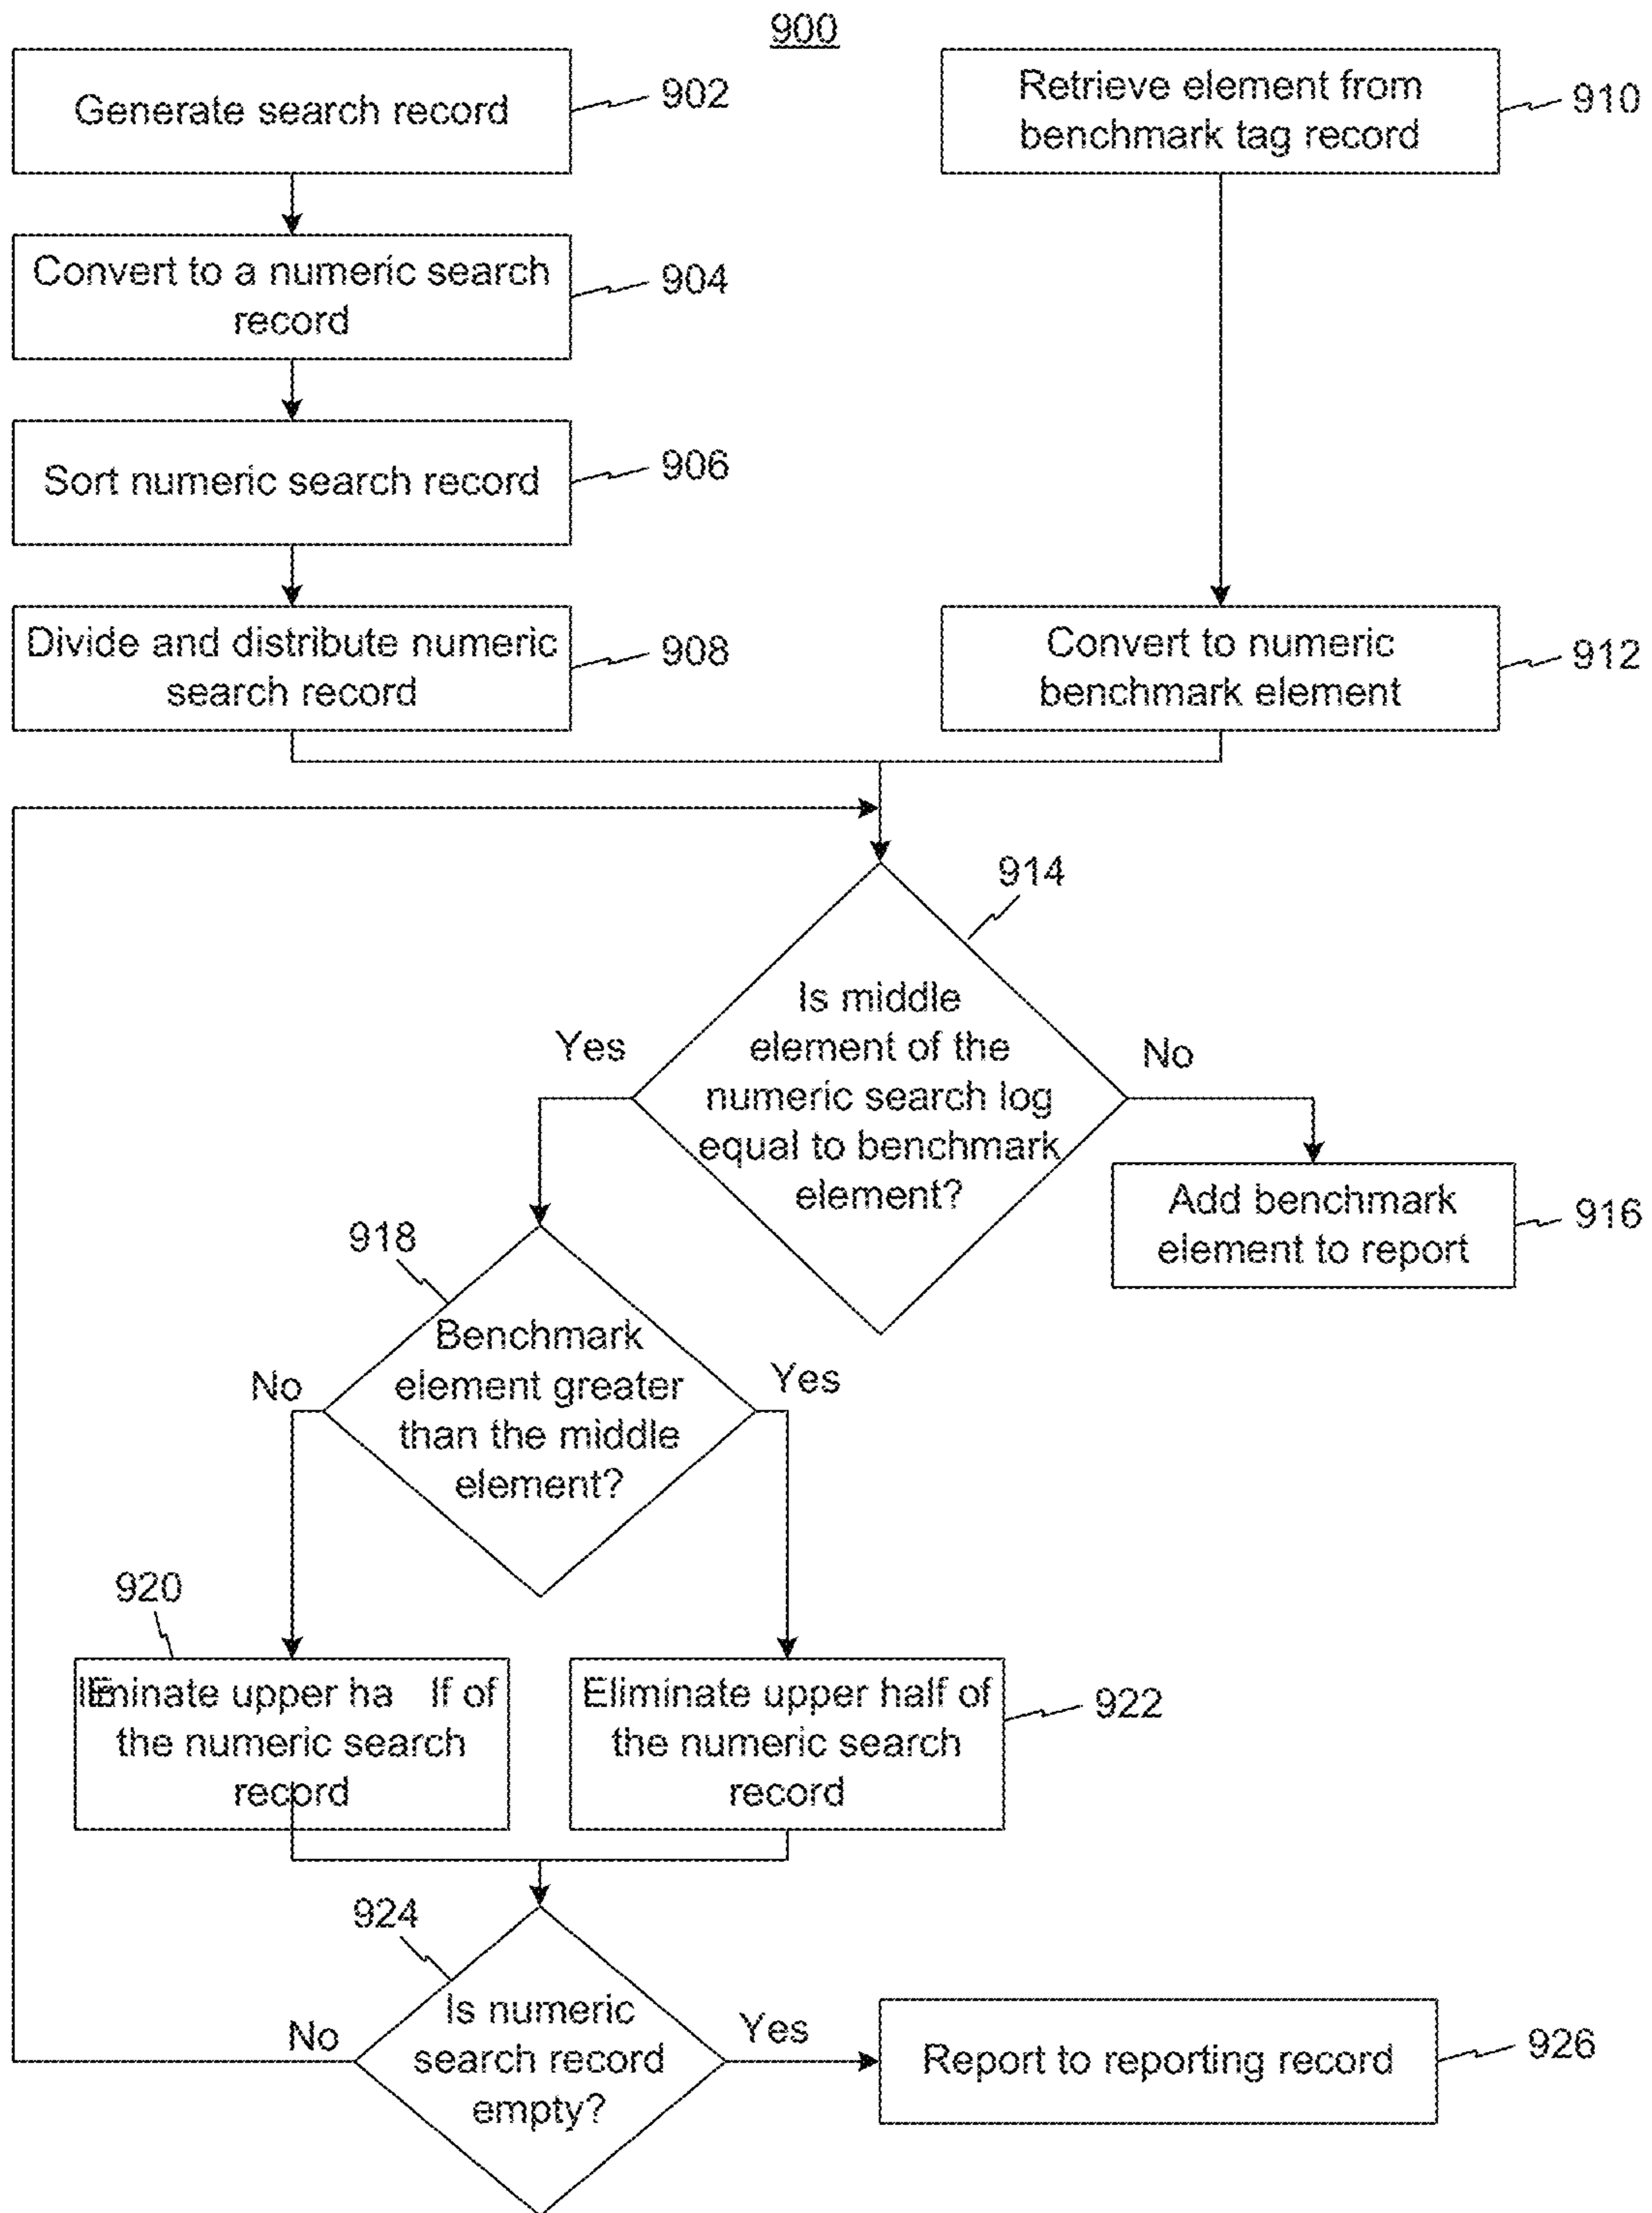 900
Generate search record
902
Retrieve element from
benchmark tag record
910
Convert to a numeric search
record
904
Sort numeric search record
906
Divide and distribute numeric
search record
908
Convert to numeric
benchmark element
912
914
Is middle
element of the
numeric search log
equal to benchmark
element?
Yes
No
Add benchmark
element to report
916
918
Benchmark
element greater
than the middle
element?
No
Yes
920
upper ha lf of
the numeric search
record
Eliminate upper half of
the numeric search
record
922
924
Is numeric
search record
empty?
No
Yes
Report to reporting record
926